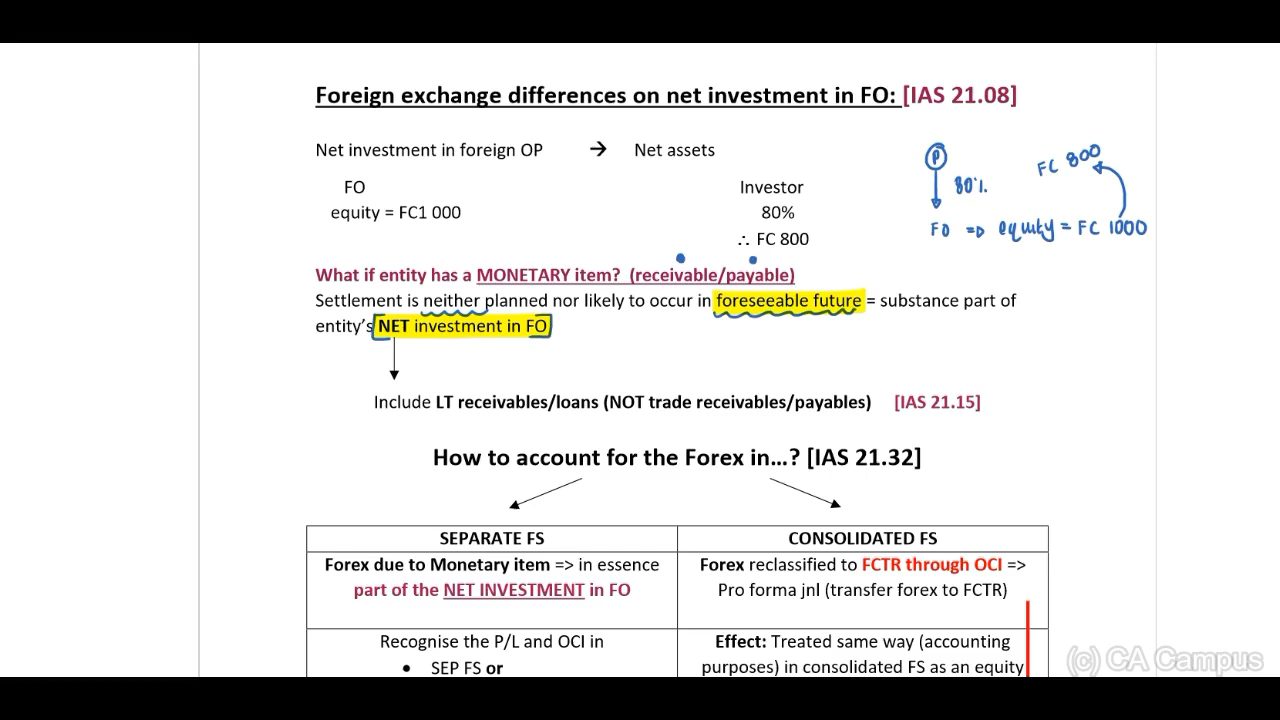 Foreign exchange differences on net investment in FO: [IAS 21.08]
Net investment in foreign OP → Net assets
FO Investor
equity = FC1 000 80%
∴ FC 800
P
80%
FC 800
FO => equity = FC 1000
What if entity has a MONETARY item? (receivable/payable)
Settlement is neither planned nor likely to occur in foreseeable future = substance part of
entity's NET investment in FO
Include LT receivables/loans (NOT trade receivables/payables) [IAS 21.15]
How to account for the Forex in…? [IAS 21.32]
SEPARATE FS CONSOLIDATED FS
Forex due to Monetary item => in essence
part of the NET INVESTMENT in FO
Forex reclassified to FCTR through OCI =>
Pro forma jnl (transfer forex to FCTR)
Recognise the P/L and OCI in
• SEP FS or
Effect: Treated same way (accounting
purposes) in consolidated FS as an equity
(c) CA Campus